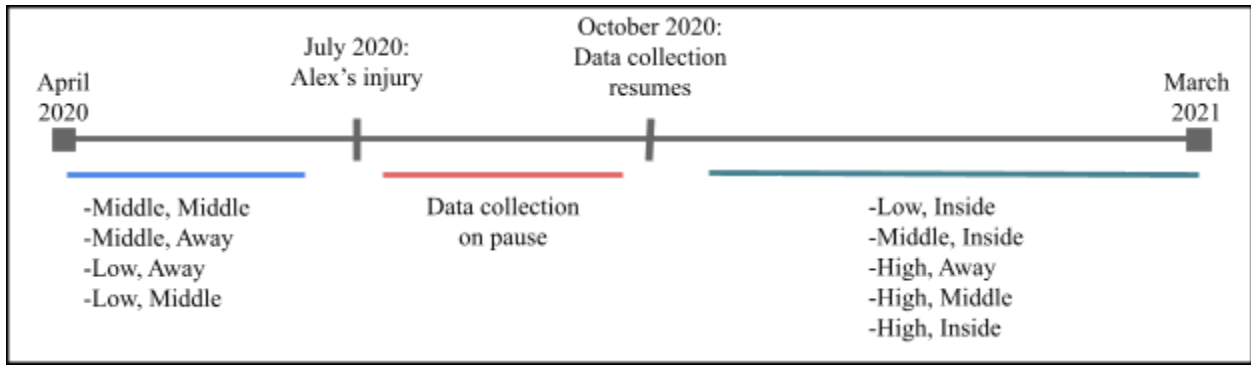 April
2020
July 2020:
Alex's injury
October 2020:
Data collection
resumes
March
2021
-Middle, Middle
-Middle, Away
-Low, Away
-Low, Middle
Data collection
on pause
-Low, Inside
-Middle, Inside
-High, Away
-High, Middle
-High, Inside